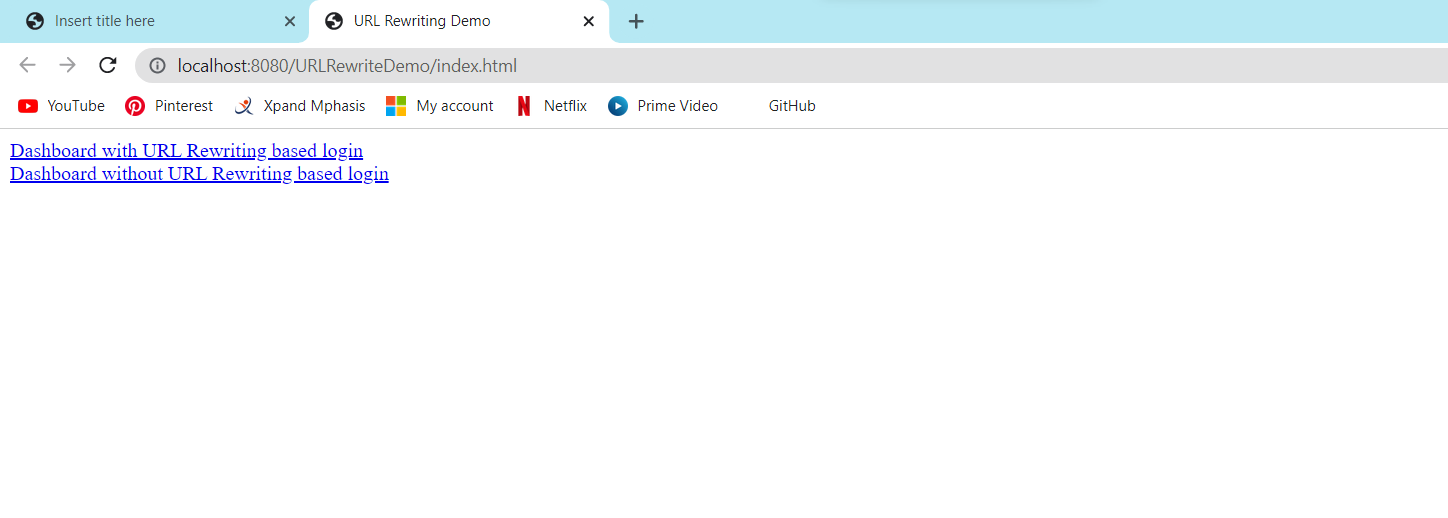 Insert title here URL Rewriting Demo
localhost:8080/URLRewriteDemo/index.html
YouTube Pinterest Xpand Mphasis My account Netflix Prime Video GitHub
Dashboard with URL Rewriting based login
Dashboard without URL Rewriting based login